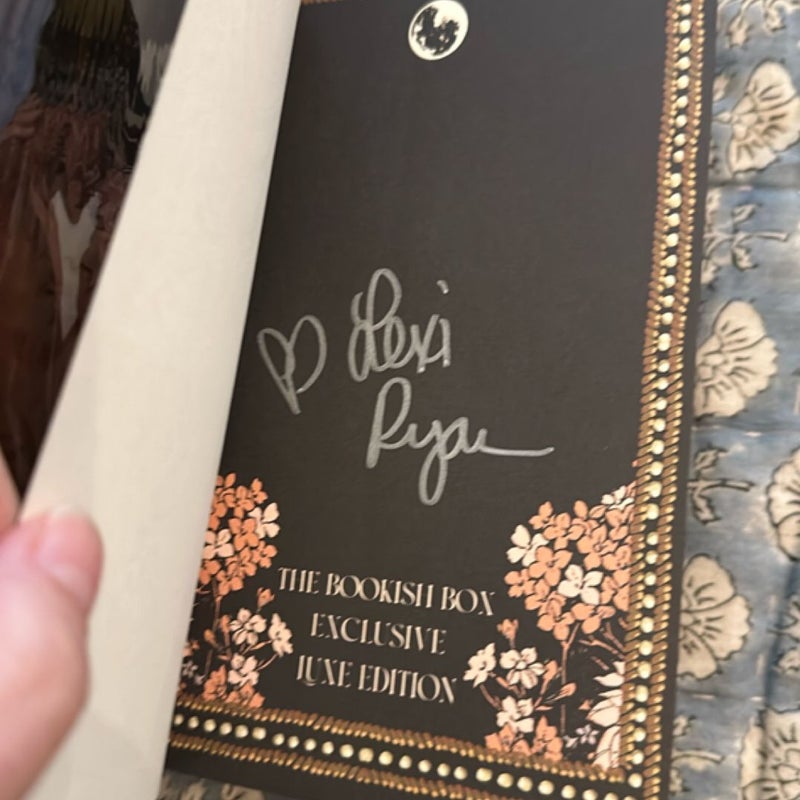 ♡ Lexi
Ryan
THE BOOKISH BOX
EXCLUSIVE
LUXE EDITION